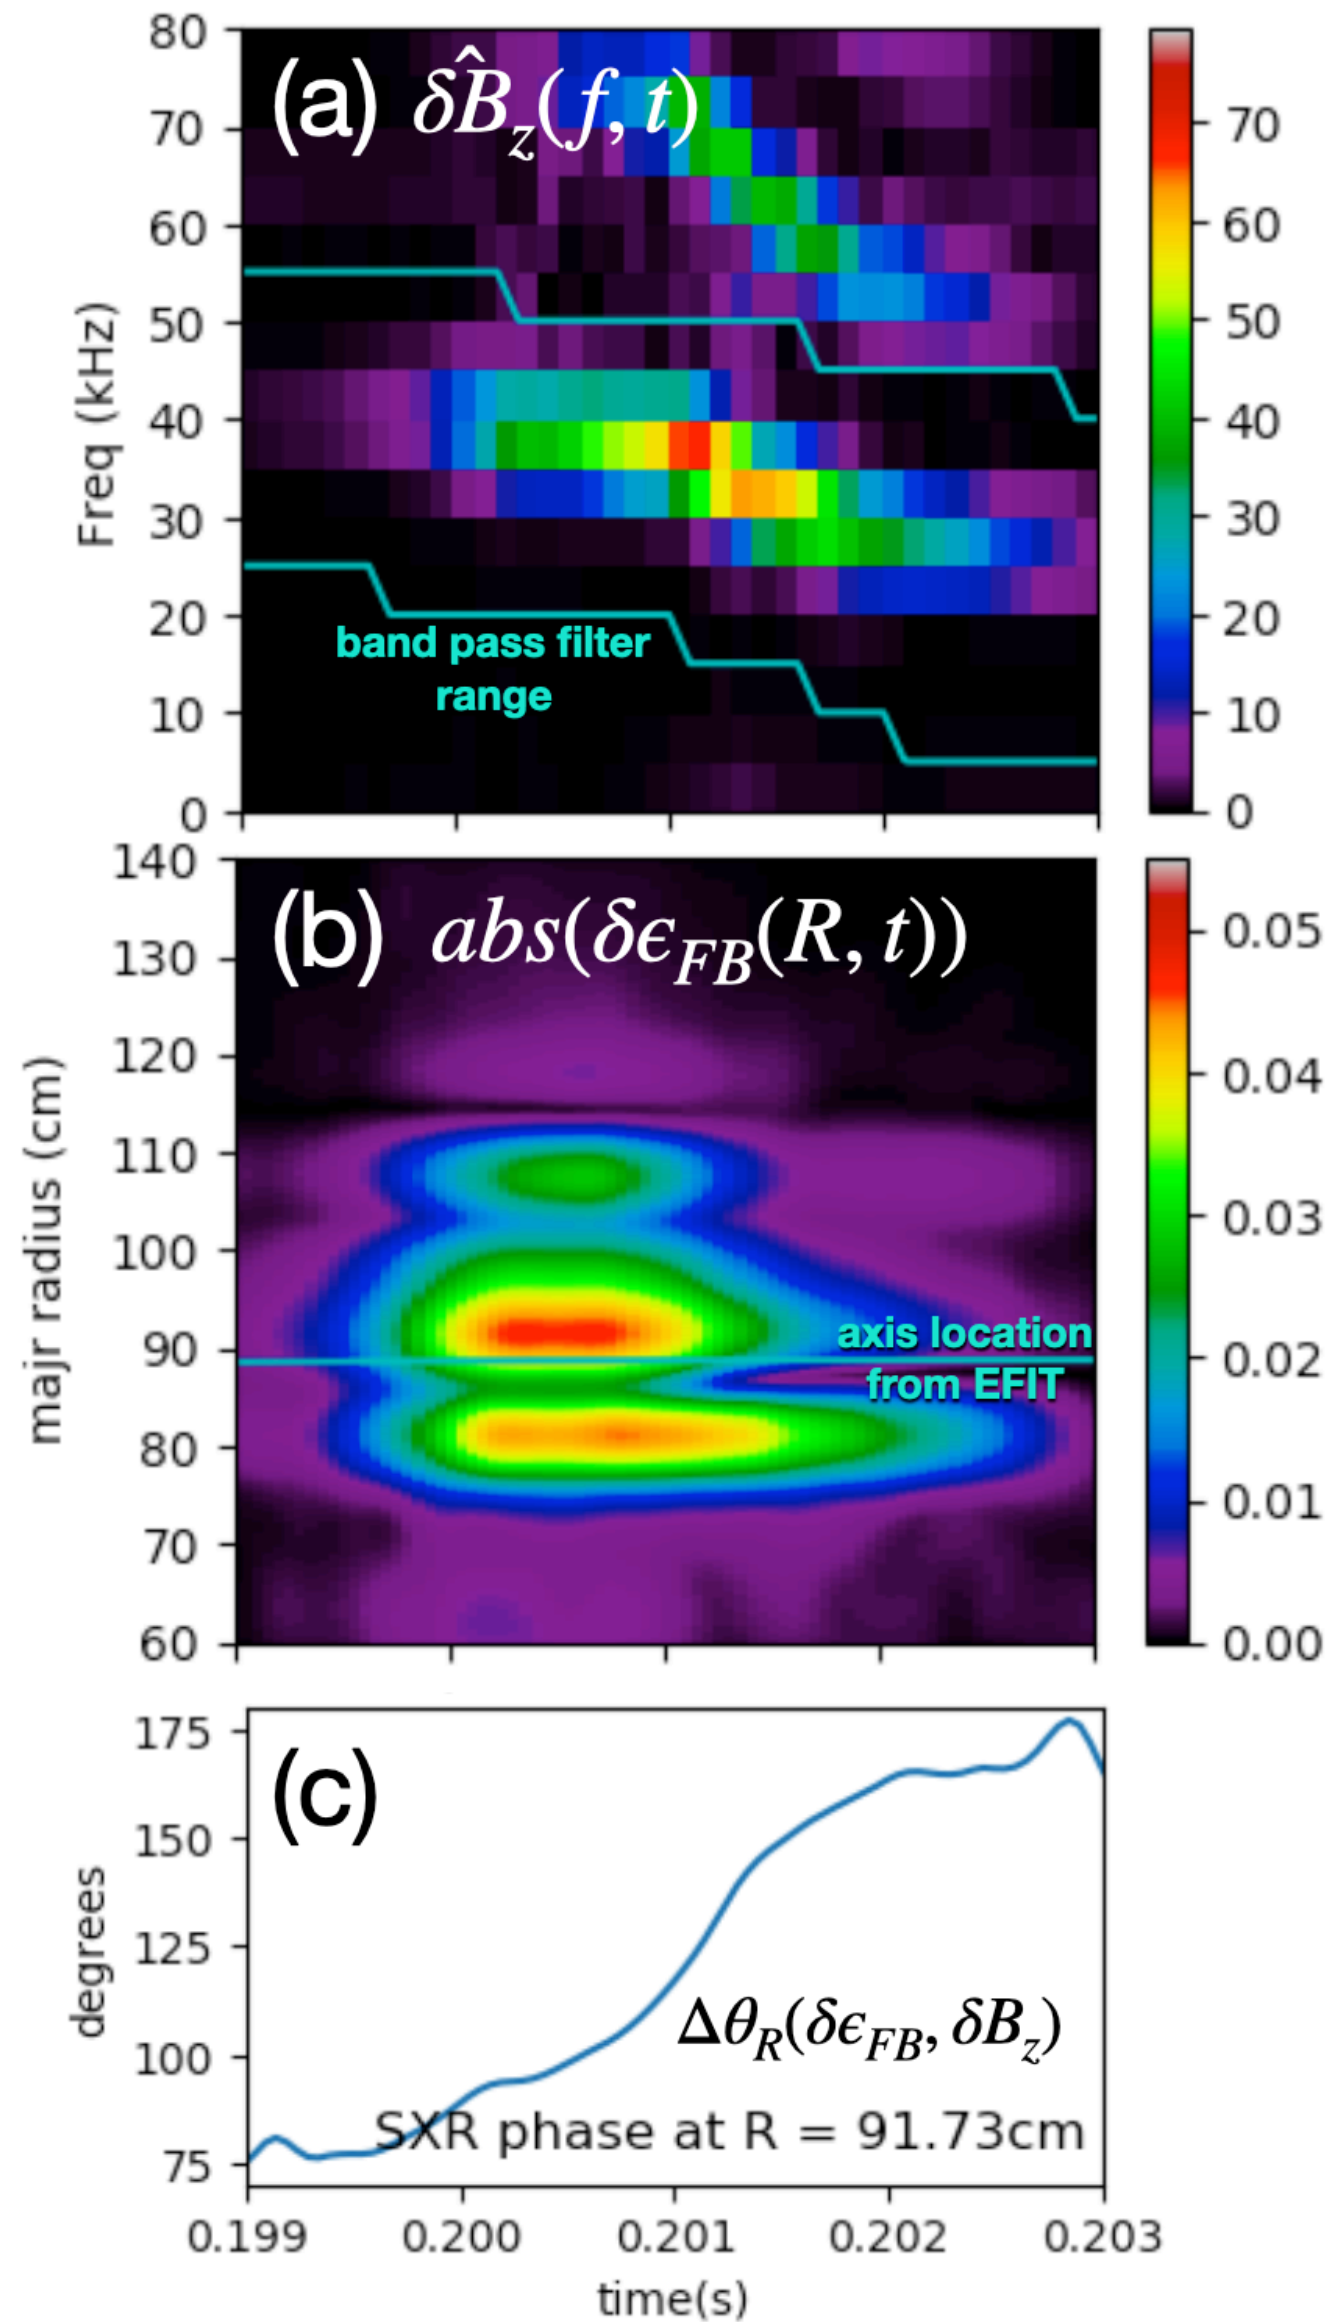 (a) δB̂z(f, t)
Freq (kHz)
80
70
60
50
40
30
20
10
0
band pass filter
range
70
60
50
40
30
20
10
0
(b) abs(δϵFB(R, t))
majr radius (cm)
140
130
120
110
100
90
80
70
60
axis location
from EFIT
0.05
0.04
0.03
0.02
0.01
0.00
(c)
degrees
175
150
125
100
75
ΔθR(δϵFB, δBz)
SXR phase at R = 91.73cm
0.199 0.200 0.201 0.202 0.203
time(s)